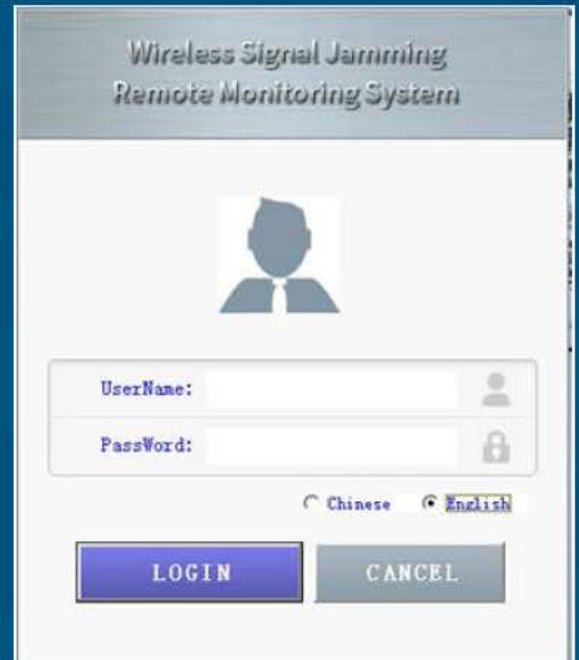 Wireless Signal Jamming
Remote Monitoring System
UserName:
PassWord:
Chinese English
LOGIN CANCEL